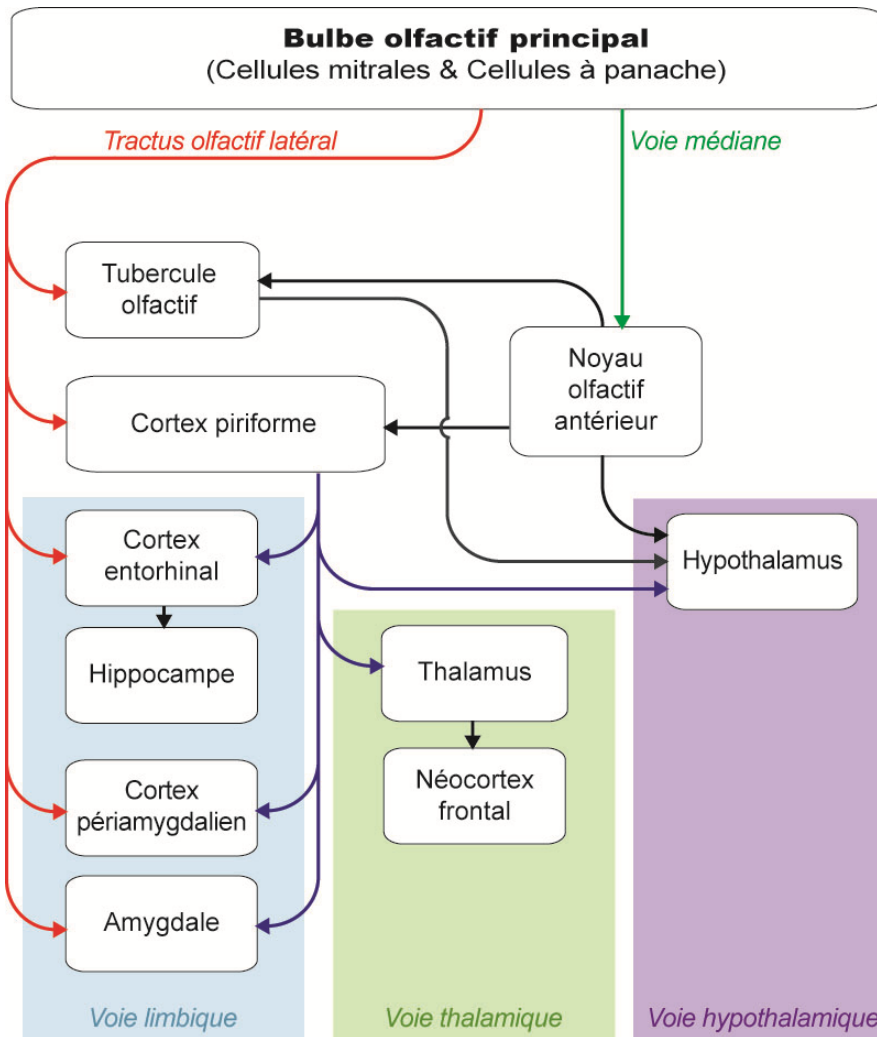 Bulbe olfactif principal
(Cellules mitrales & Cellules à panache)
Tractus olfactif latéral
Voie médiane
Tubercule
olfactif
Noyau
olfactif
antérieur
Cortex piriforme
Cortex
entorhinal
Hypothalamus
Hippocampe
Thalamus
Cortex
périamygdalien
Néocortex
frontal
Amygdale
Voie limbique
Voie thalamique
Voie hypothalamique